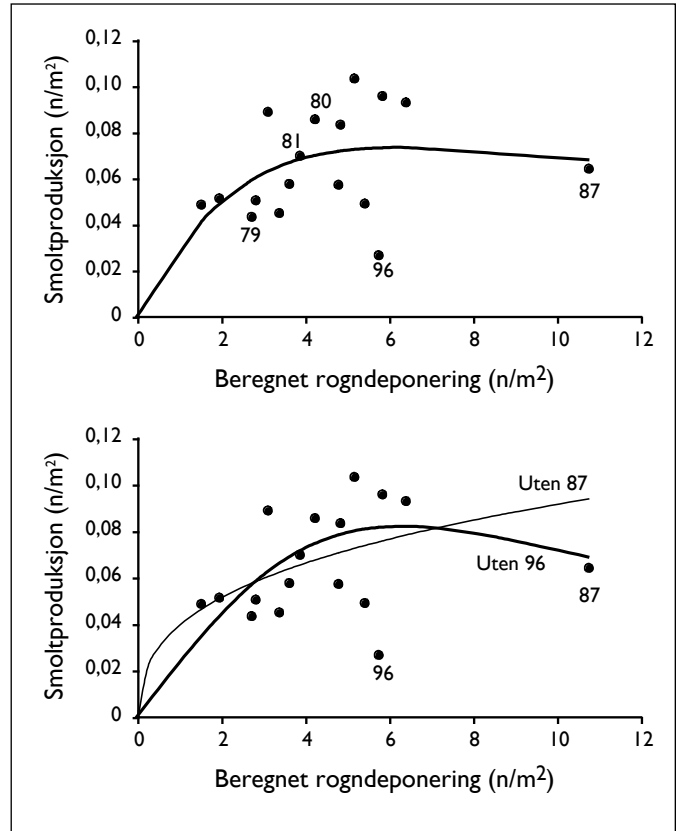 Smoltproduksjon (n/m²)
0,12
0,10
0,08
0,06
0,04
0,02
0
80
81
79
96
87
0 2 4 6 8 10 12
Beregnet rogndeponering (n/m²)
Smoltproduksjon (n/m²)
0,12
0,10
0,08
0,06
0,04
0,02
0
Uten 87
Uten 96
87
96
0 2 4 6 8 10 12
Beregnet rogndeponering (n/m²)